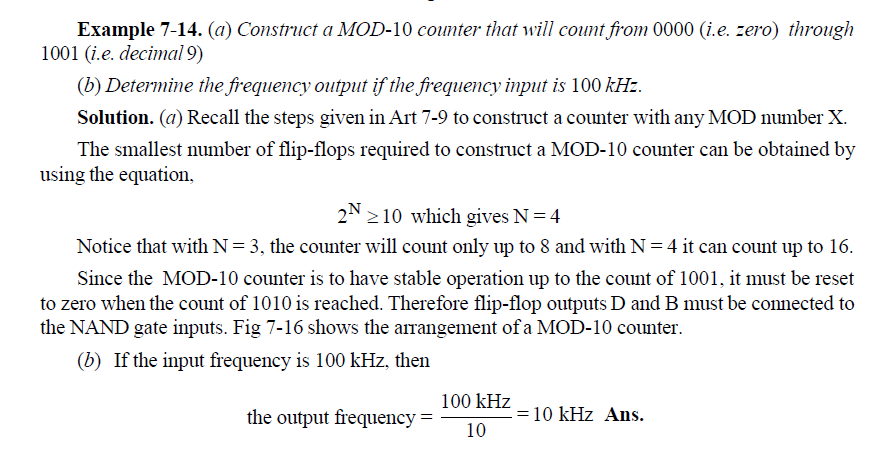 Example 7-14. (a) Construct a MOD-10 counter that will count from 0000 (i.e. zero) through
1001 (i.e. decimal 9)
(b) Determine the frequency output if the frequency input is 100 kHz.
Solution. (a) Recall the steps given in Art 7-9 to construct a counter with any MOD number X.
The smallest number of flip-flops required to construct a MOD-10 counter can be obtained by
using the equation,
2^N ≥ 10 which gives N = 4
Notice that with N = 3, the counter will count only up to 8 and with N = 4 it can count up to 16.
Since the MOD-10 counter is to have stable operation up to the count of 1001, it must be reset
to zero when the count of 1010 is reached. Therefore flip-flop outputs D and B must be connected to
the NAND gate inputs. Fig 7-16 shows the arrangement of a MOD-10 counter.
(b) If the input frequency is 100 kHz, then
the output frequency = 100 kHz / 10 = 10 kHz Ans.